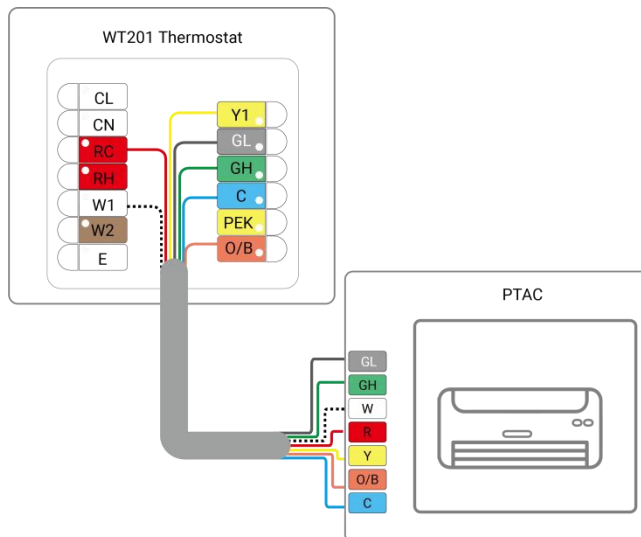 WT201 Thermostat
CL
CN
RC
RH
W1
W2
E
Y1
GL
GH
C
PEK
O/B
PTAC
GL
GH
W
R
Y
O/B
C